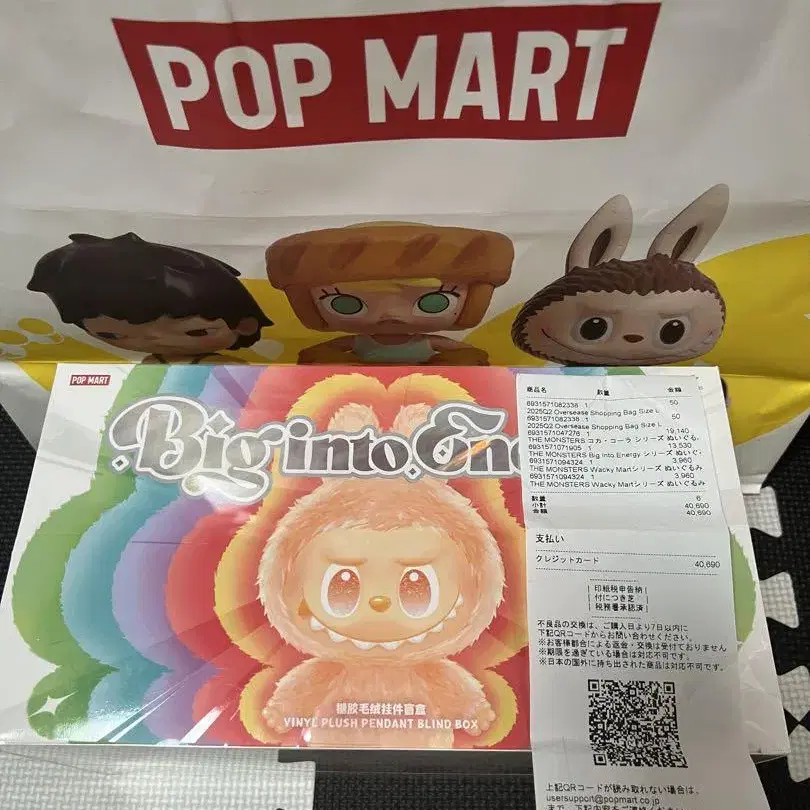 POP MART
POP MART
Big into En
糖胶毛绒挂件盲盒
VINYL PLUSH PENDANT BLIND BOX
商品名 数量 金額
6931571082338 1 50
2025Q2 Oversease Shopping Bag Size L
6931571082338 1 50
2025Q2 Oversease Shopping Bag Size L
6931571047276 1 19,140
THE MONSTERS コカ・コーラ シリーズ ぬいぐる.
6931571071905 1 13,530
THE MONSTERS Big Into Energy シリーズ ぬいぐ.
6931571094324 1 3,960
THE MONSTERS Wacky Martシリーズ ぬいぐるみ
6931571094324 1 3,960
THE MONSTERS Wacky Martシリーズ ぬいぐるみ
数量 6
小計 40,690
金額 40,690
支払い
クレジットカード 40,690
印紙税申告納
付につき芝
税務署承認済
不良品の交換は、ご購入日より7日以内に
下記QRコードからお問い合わせください。
※お客様都合による返金・交換は受けておりません
※期限を過ぎている場合は対応不可です。
※日本の国外に持ち出された商品は対応不可です。
上記QRコードが読み取れない場合は、
usersupport@popmart.co.jp